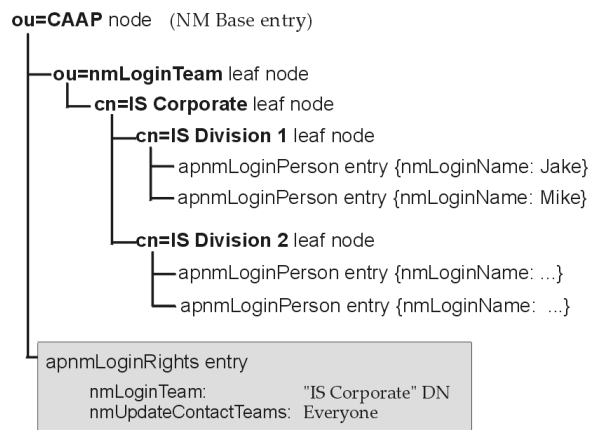 ou=CAAP node (NM Base entry)
ou=nmLoginTeam leaf node
cn=IS Corporate leaf node
cn=IS Division 1 leaf node
apnmLoginPerson entry {nmLoginName: Jake}
apnmLoginPerson entry {nmLoginName: Mike}
cn=IS Division 2 leaf node
apnmLoginPerson entry {nmLoginName: ...}
apnmLoginPerson entry {nmLoginName: ...}
apnmLoginRights entry
nmLoginTeam: "IS Corporate" DN
nmUpdateContactTeams: Everyone